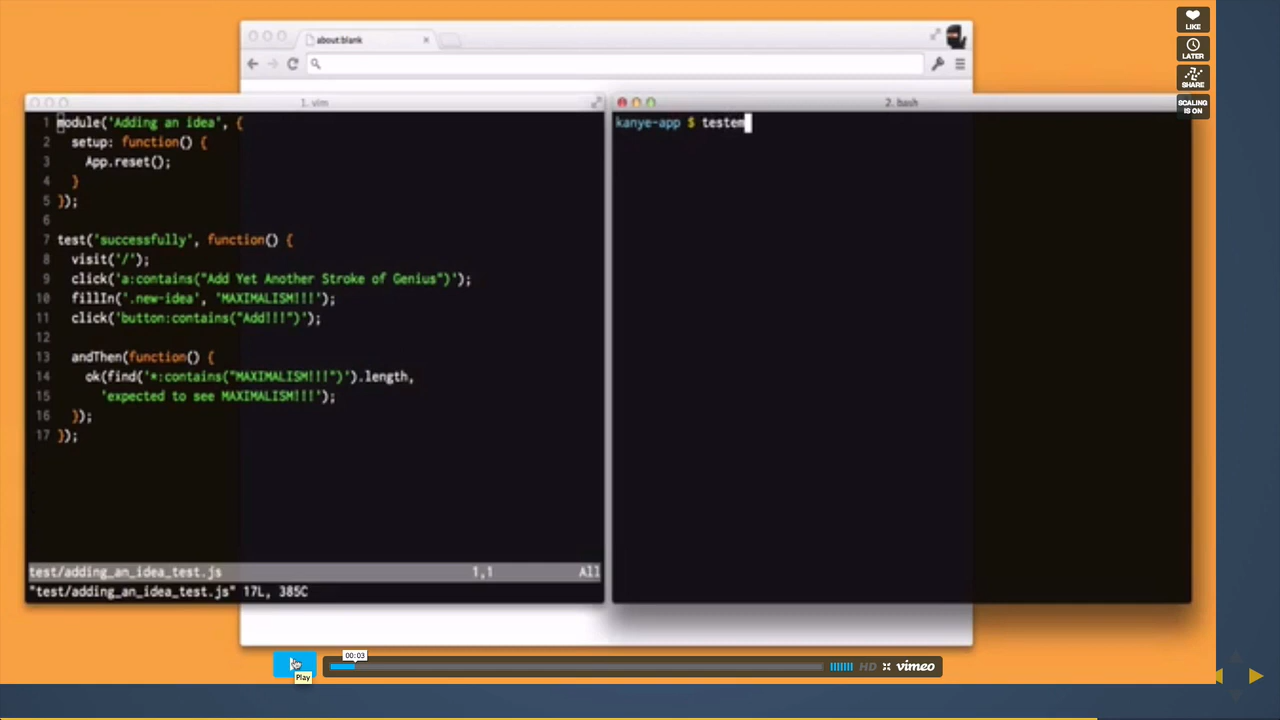 about:blank
LIKE
LATER
SHARE
SCALING
IS ON
1. vim
1 module('Adding an idea', {
2 setup: function() {
3 App.reset();
4 }
5 });
6
7 test('successfully', function() {
8 visit('/');
9 click('a:contains("Add Yet Another Stroke of Genius")');
10 fillIn('.new-idea', 'MAXIMALISM!!!');
11 click('button:contains("Add!!!")');
12
13 andThen(function() {
14 ok(find('*:contains("MAXIMALISM!!!")').length,
15 'expected to see MAXIMALISM!!!');
16 });
17 });
test/adding_an_idea_test.js 1,1 All
"test/adding_an_idea_test.js" 17L, 385C
2. bash
kanye-app $ testem
00:03
Play
HD
vimeo